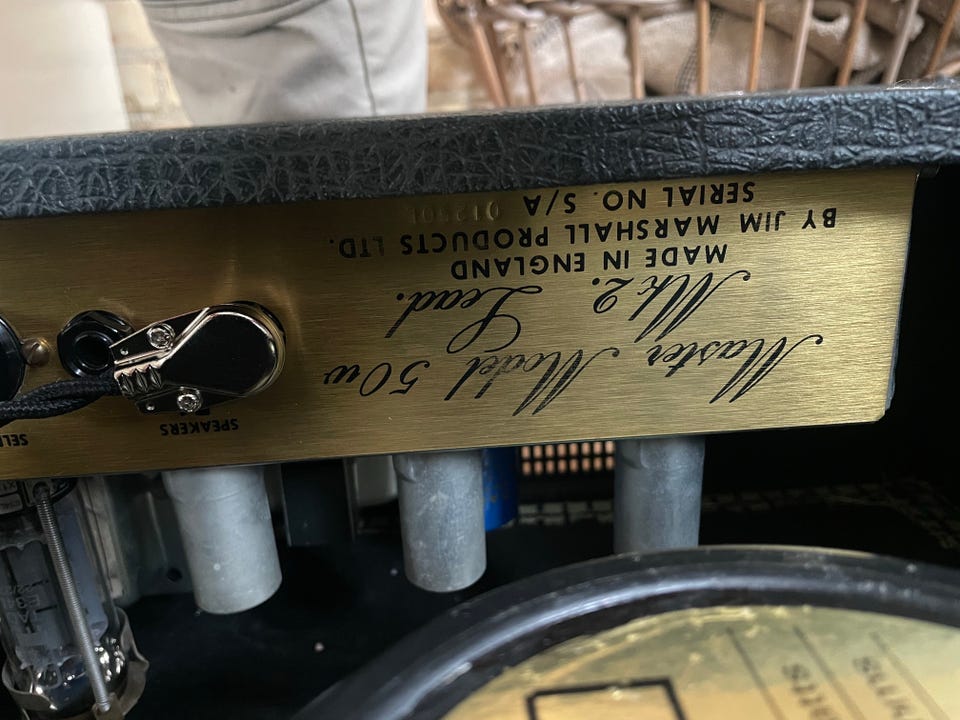 Master Model 50w
Mk 2. Lead.
MADE IN ENGLAND
BY JIM MARSHALL PRODUCTS LTD.
SERIAL NO. S/A
SPEAKERS